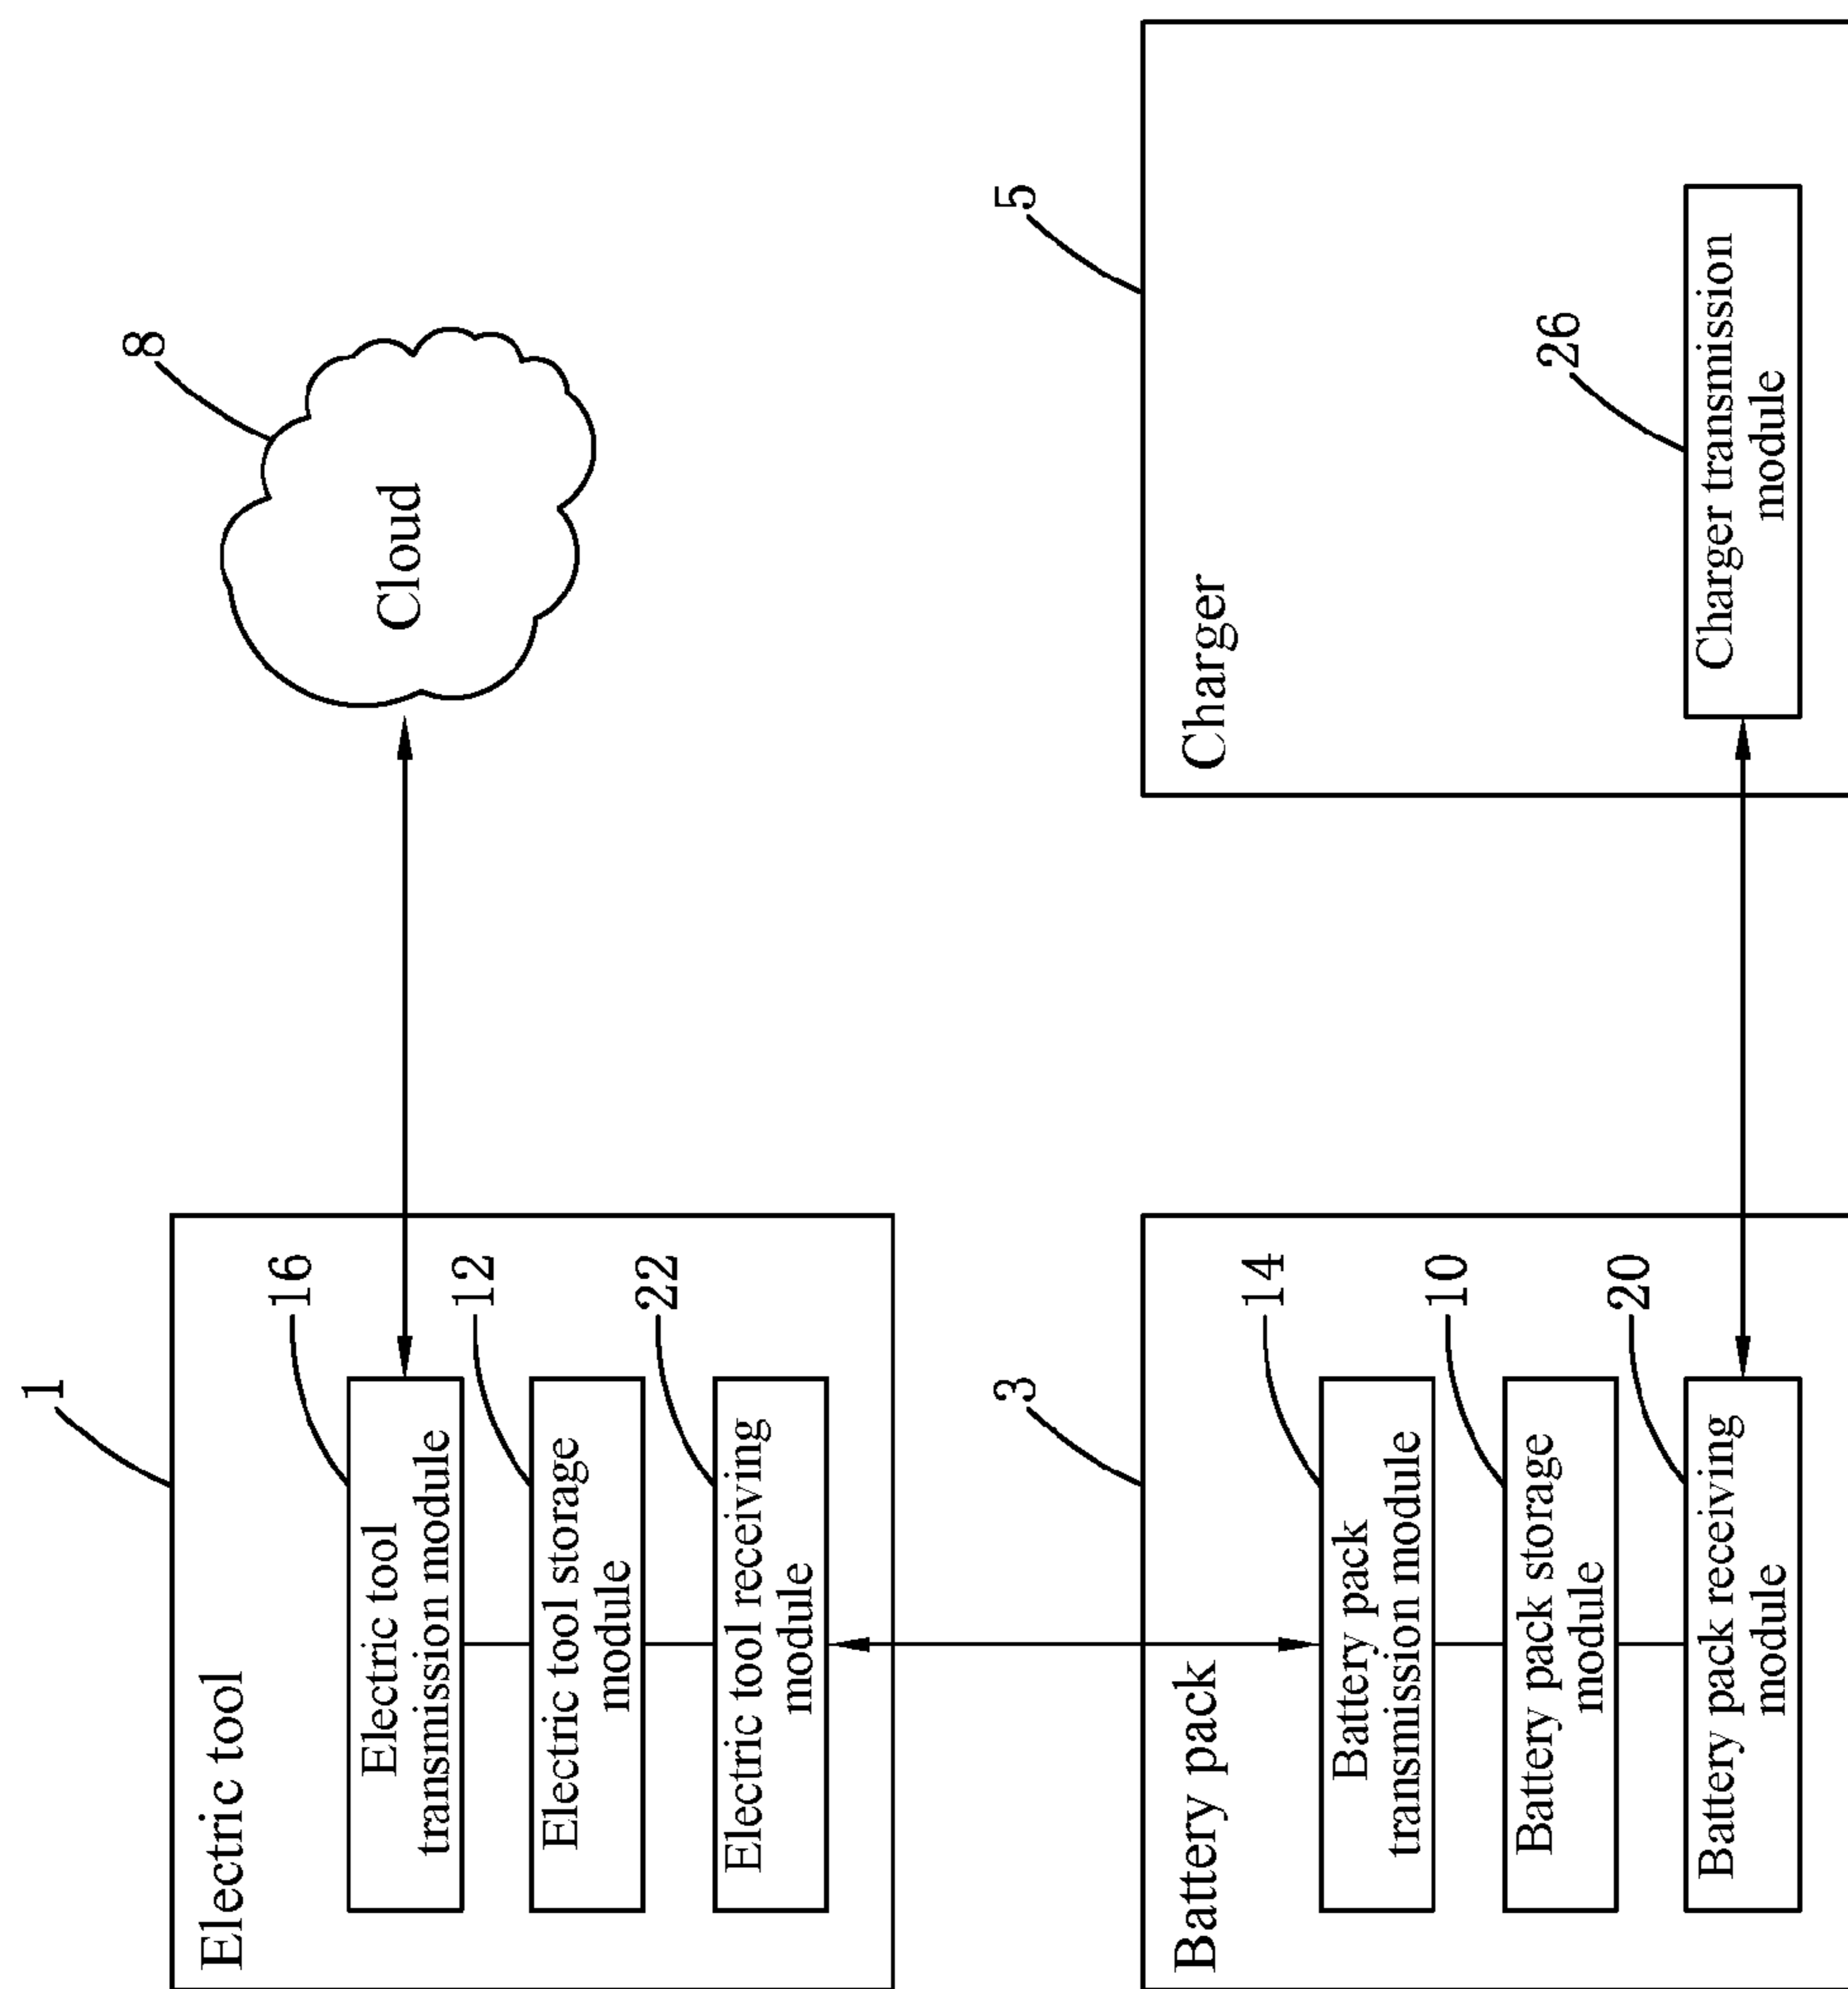 1
Electric tool
16
Electric tool
transmission module
12
Electric tool storage
module
22
Electric tool receiving
module
8
Cloud
3
Battery pack
14
Battery pack
transmission module
10
Battery pack storage
module
20
Battery pack receiving
module
5
Charger
26
Charger transmission
module